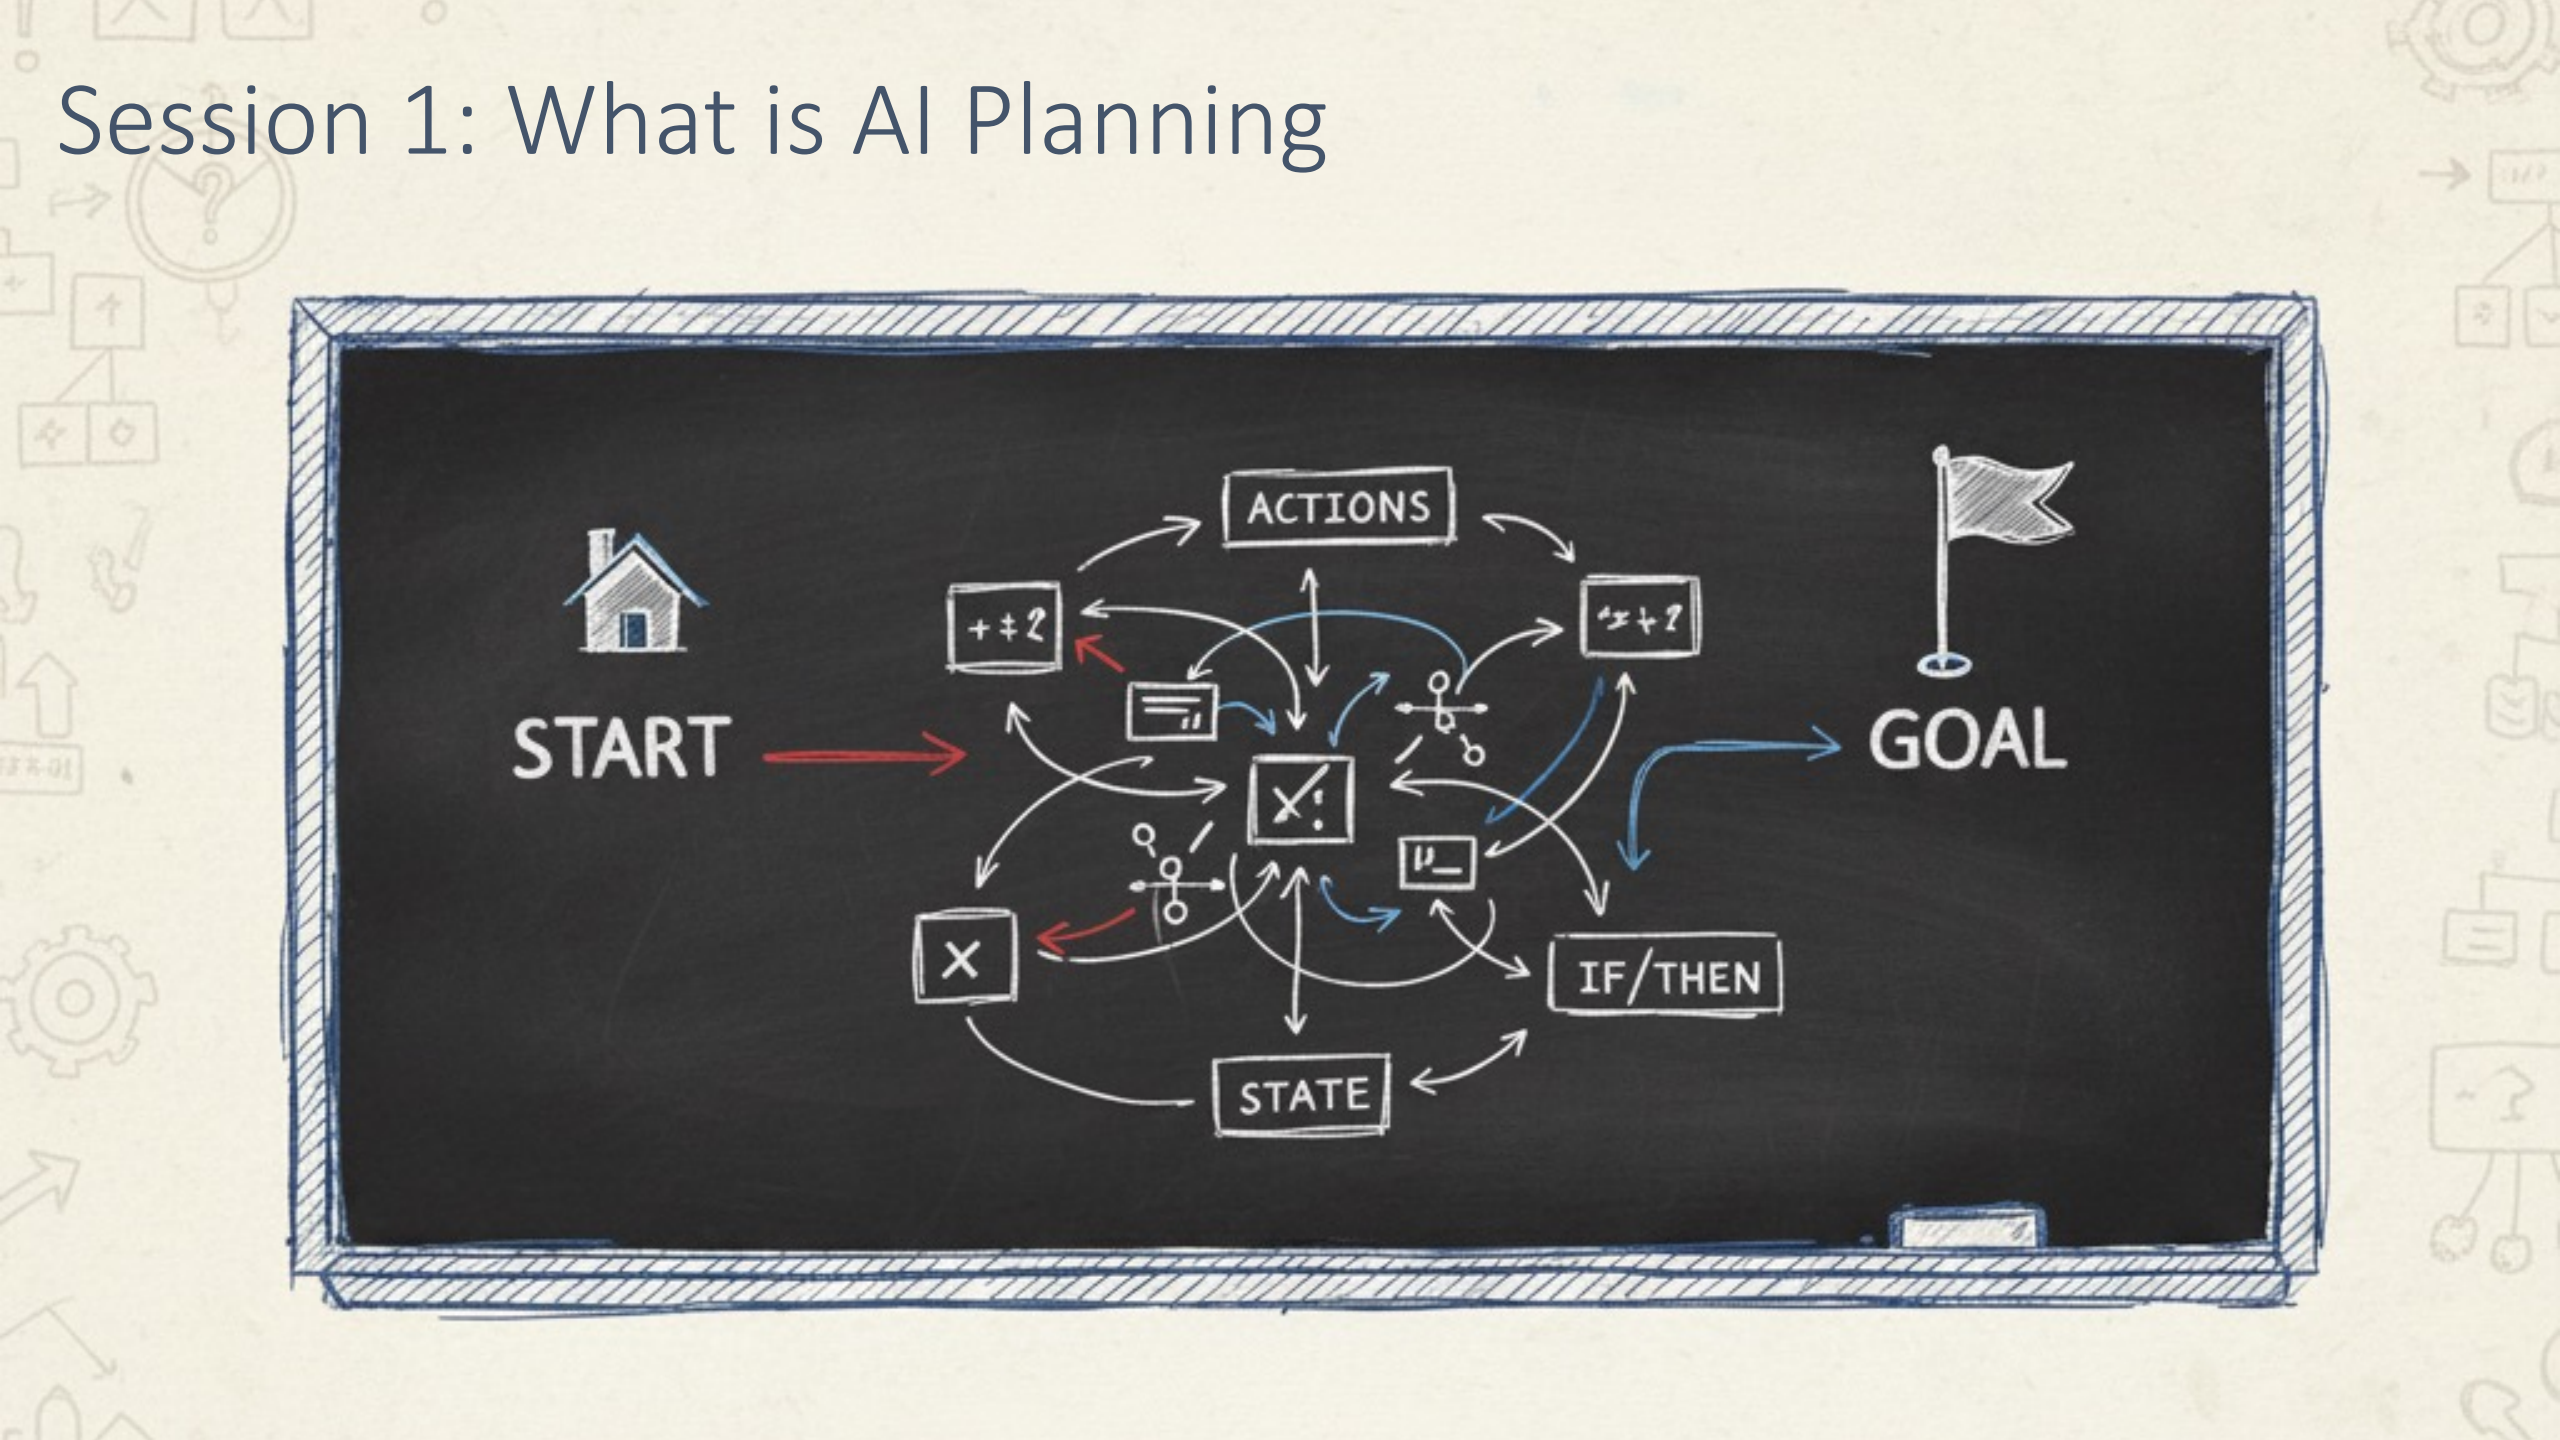 Session 1: What is AI Planning
ACTIONS
START
GOAL
X
IF/THEN
STATE